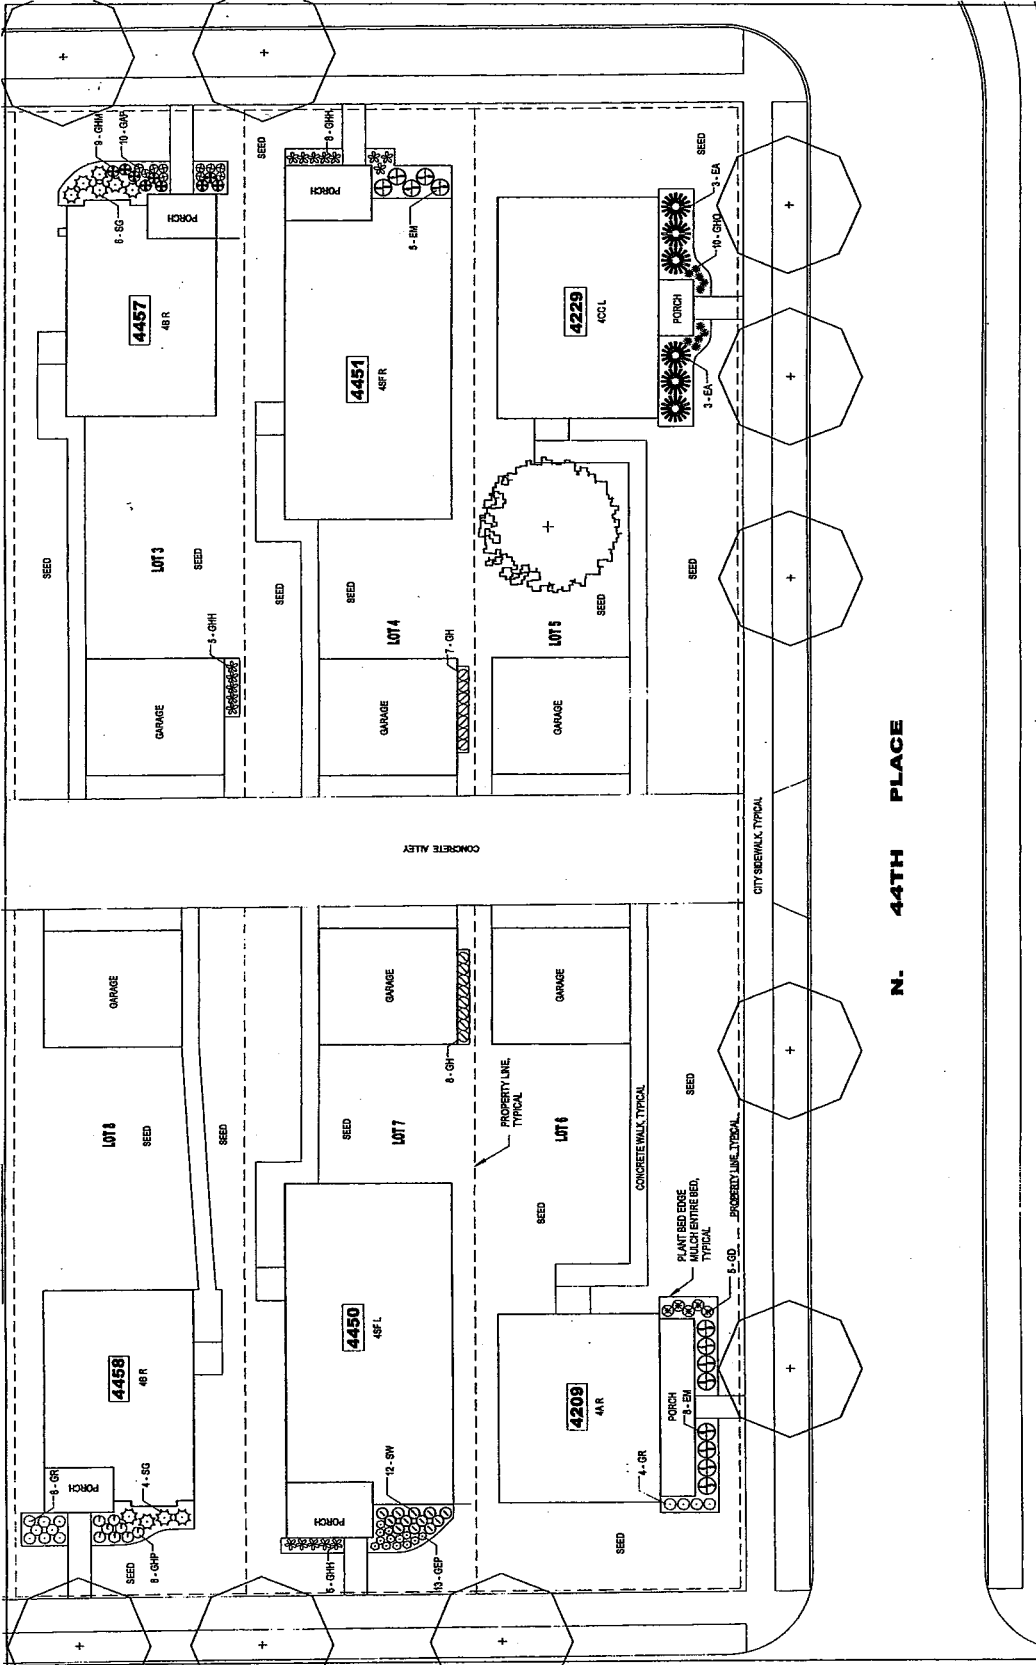 9 - GHM
10 - GAP
SEED
8 - GHH
SEED
PORCH
6 - SG
PORCH
5 - EM
3 - EA
10 - GHO
4457
4B R
4451
4SF R
4229
4CC L
PORCH
3 - EA
SEED
LOT 3
SEED
SEED
SEED
LOT 4
SEED
LOT 5
SEED
5 - GHH
7 - GH
GARAGE
GARAGE
GARAGE
CONCRETE ALLEY
CITY SIDEWALK, TYPICAL
N. 44TH PLACE
GARAGE
GARAGE
GARAGE
8 - GH
PROPERTY LINE,
TYPICAL
LOT 8
SEED
SEED
SEED
LOT 7
LOT 6
SEED
CONCRETE WALK, TYPICAL
SEED
PROPERTY LINE, TYPICAL
PLANT BED EDGE
MULCH ENTIRE BED,
TYPICAL
5 - GD
4458
4B R
4450
4SF L
4209
4A R
PORCH
8 - EM
4 - GR
PORCH
4 - SG
PORCH
12 - SW
SEED
5 - GHH
13 - GEP
SEED